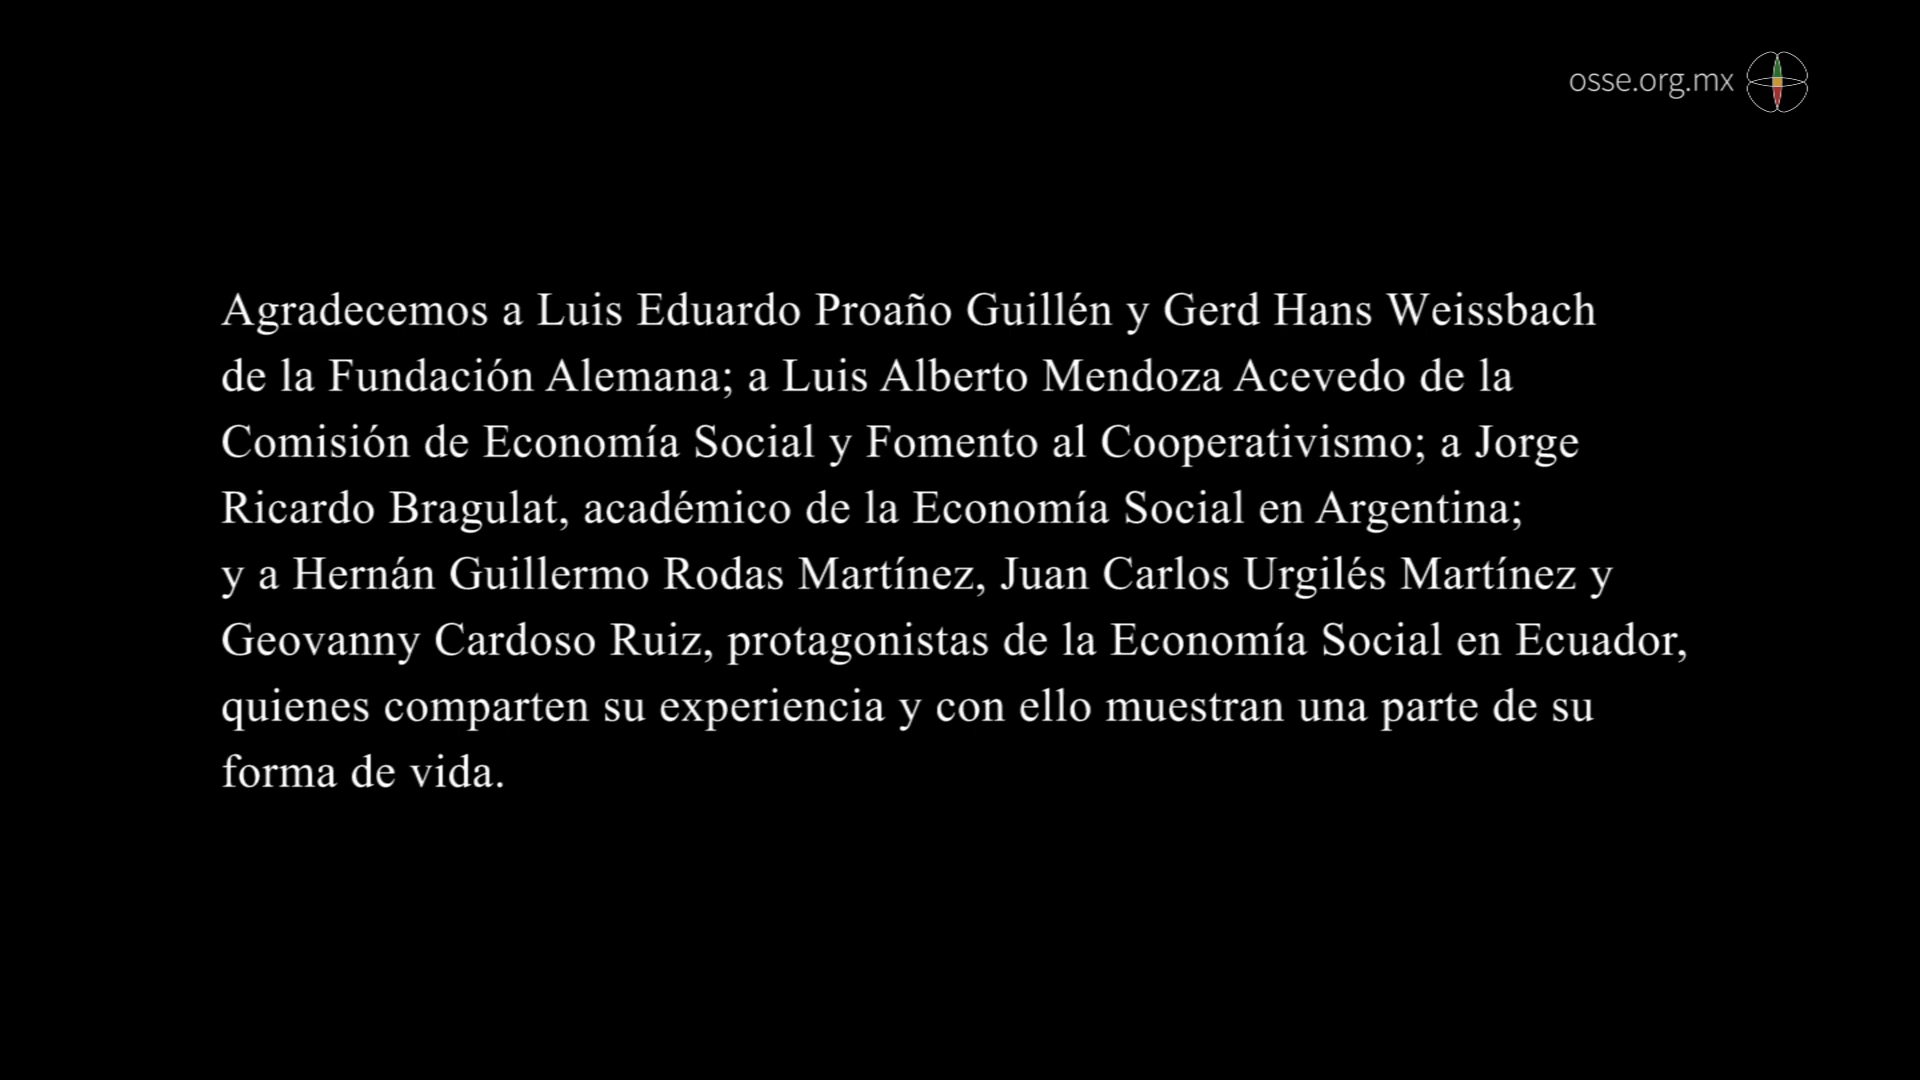 osse.org.mx
Agradecemos a Luis Eduardo Proaño Guillén y Gerd Hans Weissbach
de la Fundación Alemana; a Luis Alberto Mendoza Acevedo de la
Comisión de Economía Social y Fomento al Cooperativismo; a Jorge
Ricardo Bragulat, académico de la Economía Social en Argentina;
y a Hernán Guillermo Rodas Martínez, Juan Carlos Urgilés Martínez y
Geovanny Cardoso Ruiz, protagonistas de la Economía Social en Ecuador,
quienes comparten su experiencia y con ello muestran una parte de su
forma de vida.